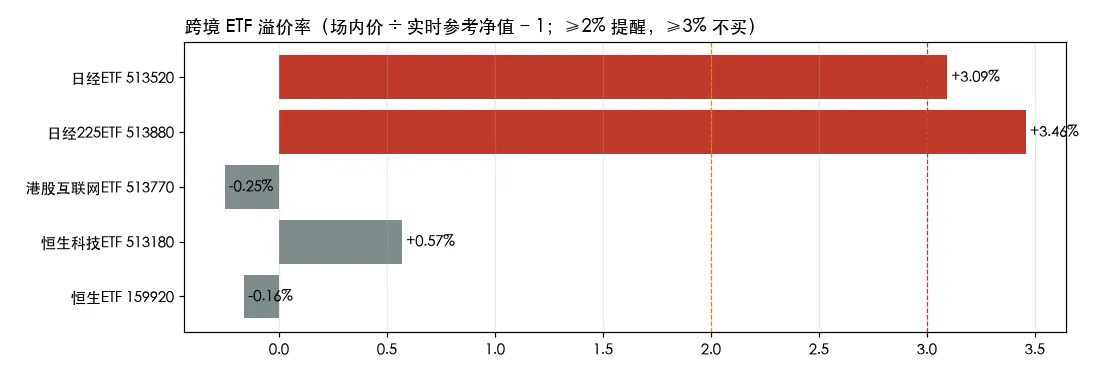 跨境 ETF 溢价率（场内价 ÷ 实时参考净值 − 1；≥2% 提醒，≥3% 不买）
日经ETF 513520
+3.09%
日经225ETF 513880
+3.46%
港股互联网ETF 513770
-0.25%
恒生科技ETF 513180
+0.57%
恒生ETF 159920
-0.16%
0.0 0.5 1.0 1.5 2.0 2.5 3.0 3.5